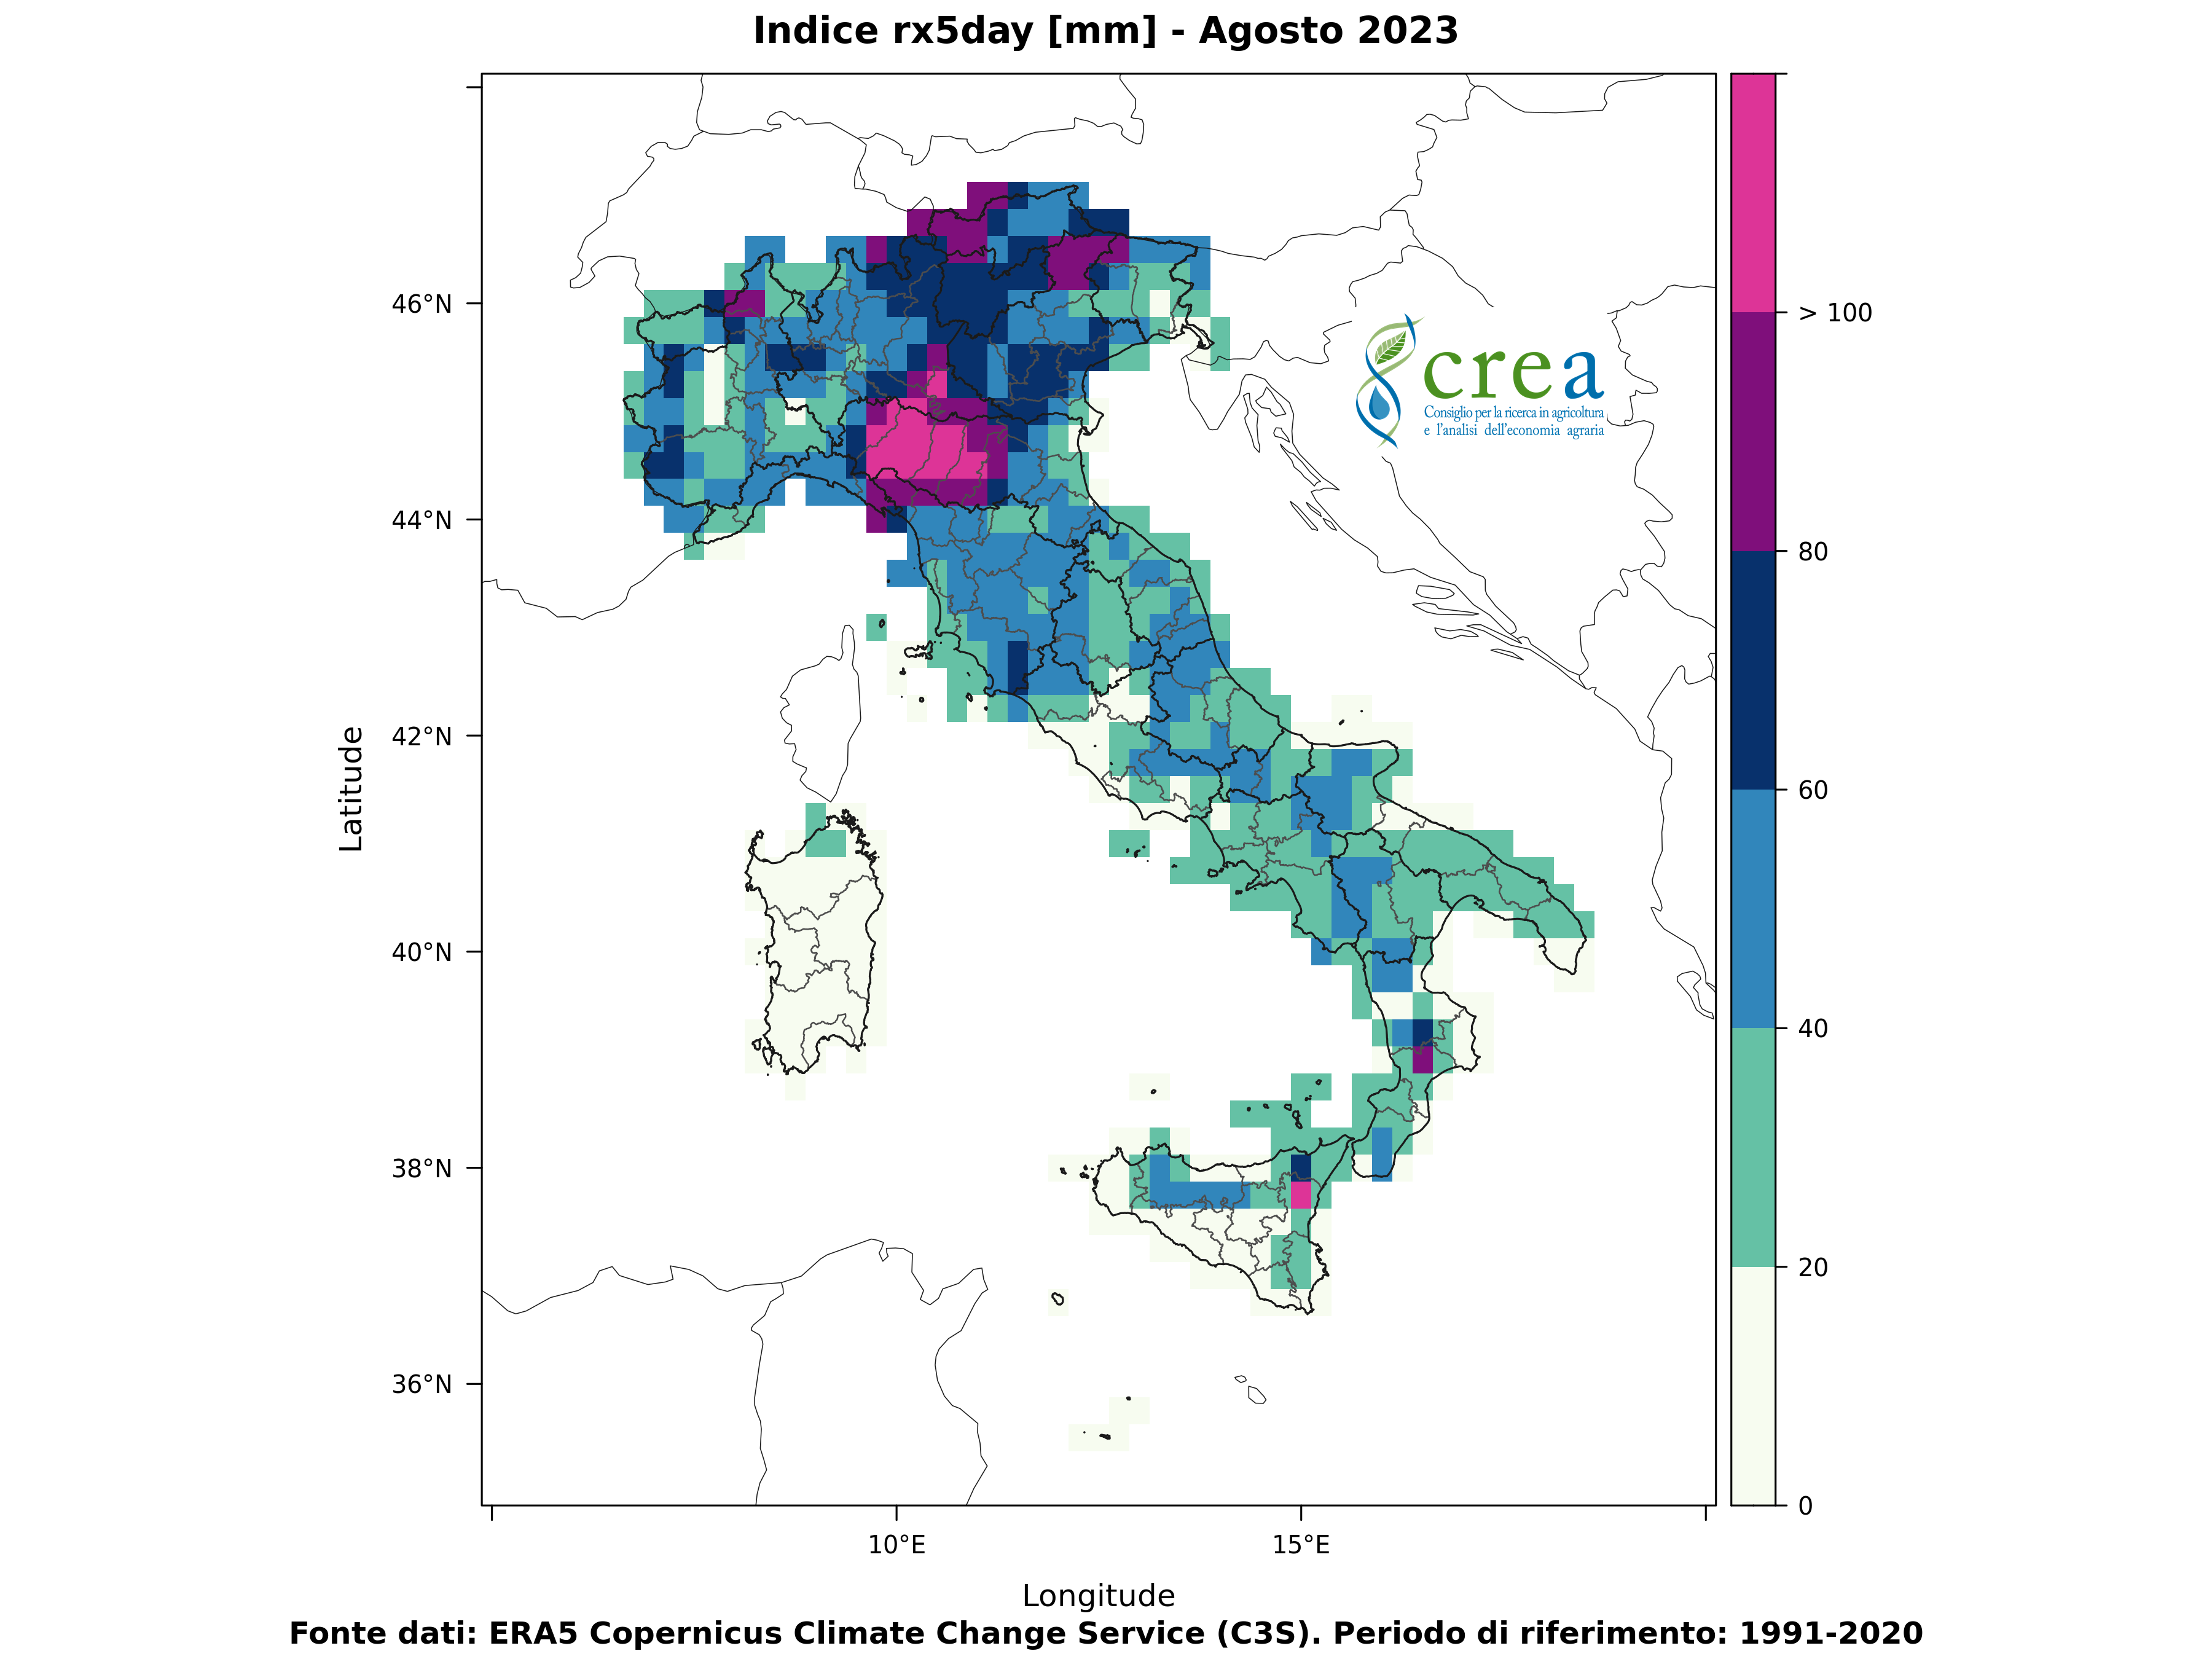 Indice rx5day [mm] - Agosto 2023
46°N
44°N
42°N
40°N
38°N
36°N
Latitude
10°E
15°E
Longitude
> 100
80
60
40
20
0
crea
Consiglio per la ricerca in agricoltura
e l'analisi dell'economia agraria
Fonte dati: ERA5 Copernicus Climate Change Service (C3S). Periodo di riferimento: 1991-2020